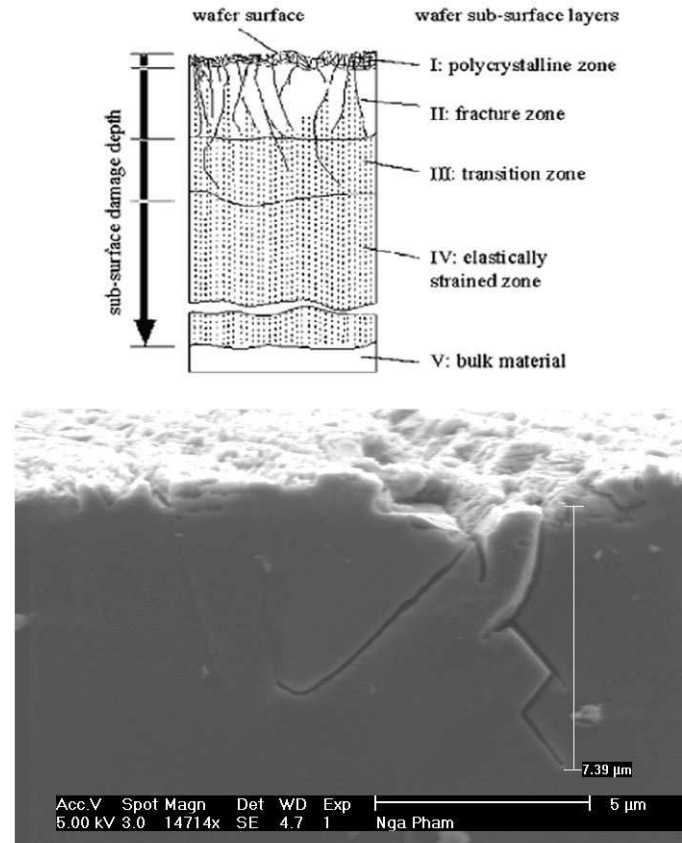 wafer surface
wafer sub-surface layers
I: polycrystalline zone
II: fracture zone
III: transition zone
IV: elastically
strained zone
V: bulk material
sub-surface damage depth
7.39 µm
Acc.V Spot Magn Det WD Exp 5 µm
5.00 kV 3.0 14714x SE 4.7 1 Nga Pham